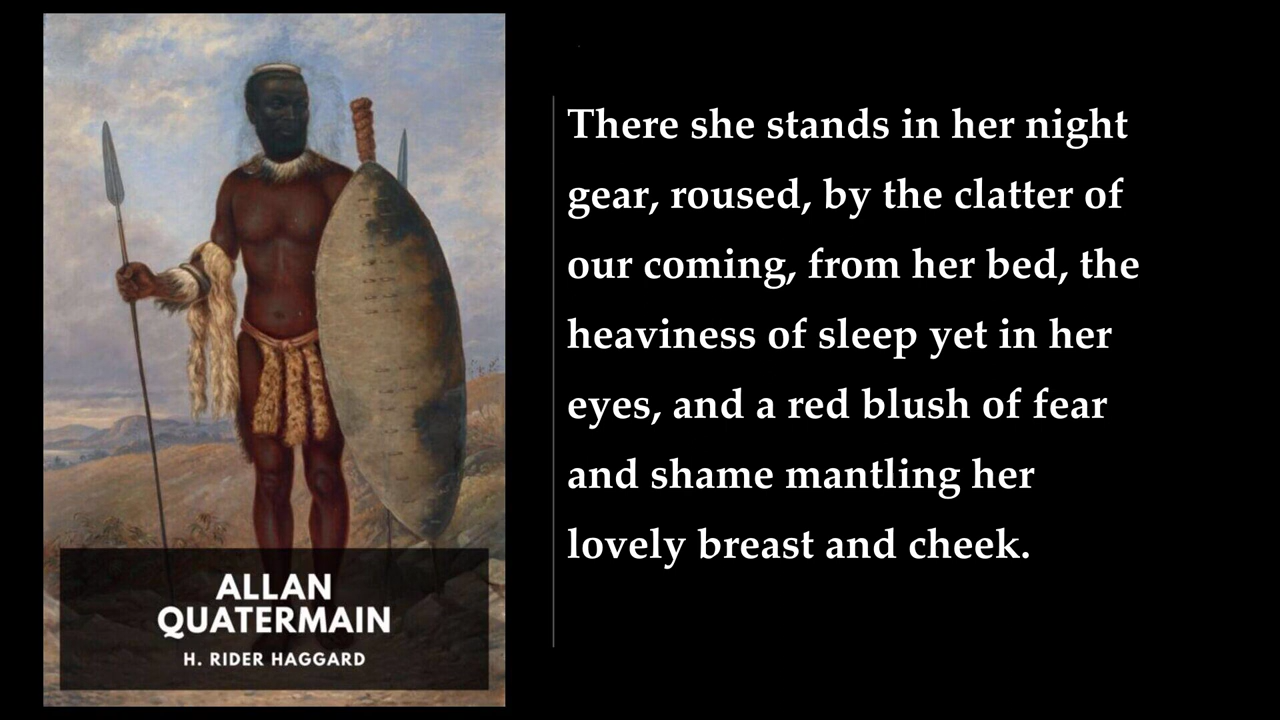 ALLAN
QUATERMAIN
H. RIDER HAGGARD
There she stands in her night
gear, roused, by the clatter of
our coming, from her bed, the
heaviness of sleep yet in her
eyes, and a red blush of fear
and shame mantling her
lovely breast and cheek.